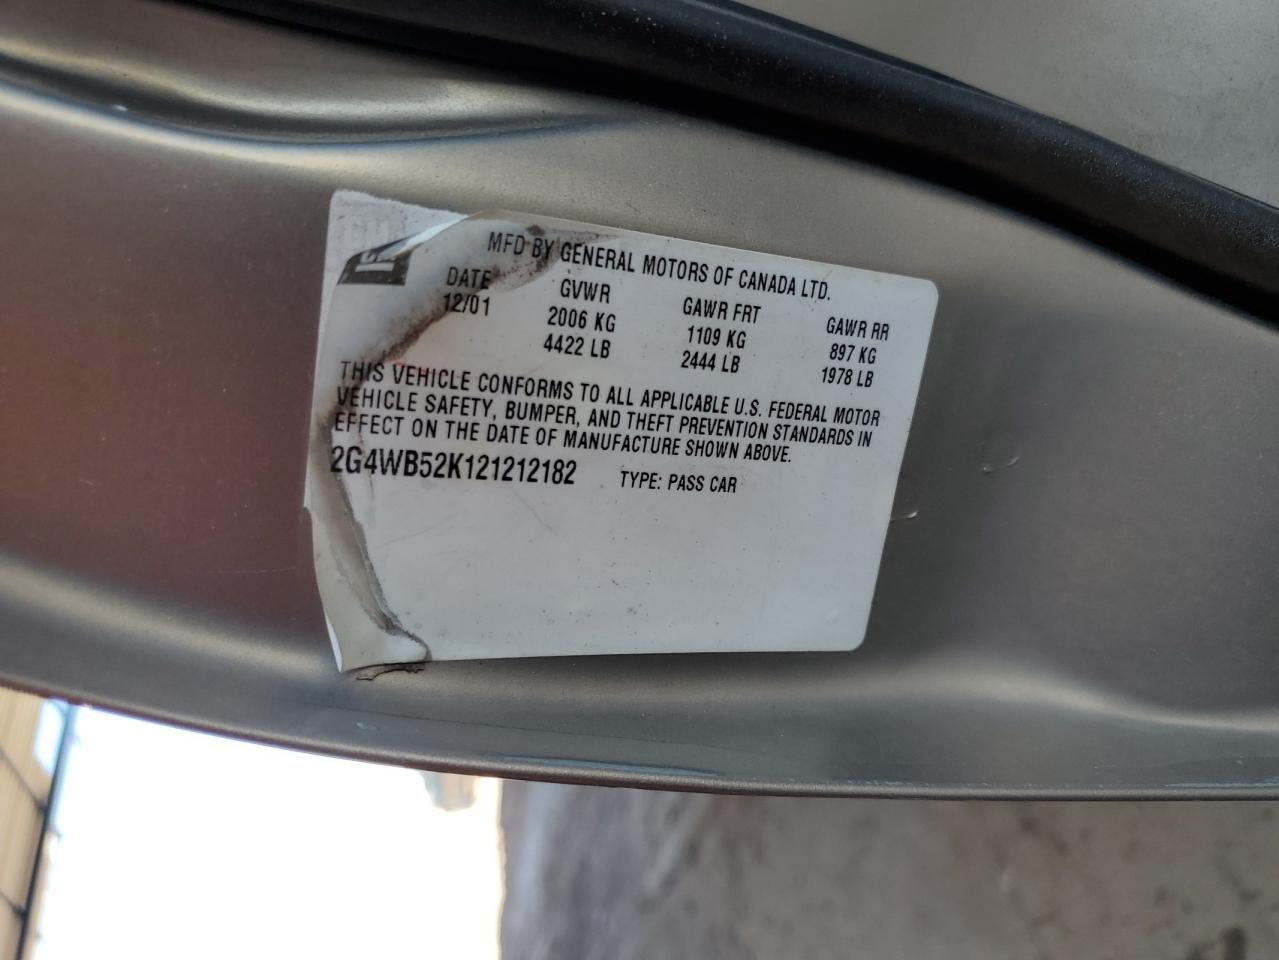 MFD BY GENERAL MOTORS OF CANADA LTD.
DATE GVWR GAWR FRT GAWR RR
12/01 2006 KG 1109 KG 897 KG
4422 LB 2444 LB 1978 LB
THIS VEHICLE CONFORMS TO ALL APPLICABLE U.S. FEDERAL MOTOR
VEHICLE SAFETY, BUMPER, AND THEFT PREVENTION STANDARDS IN
EFFECT ON THE DATE OF MANUFACTURE SHOWN ABOVE.
2G4WB52K121212182 TYPE: PASS CAR